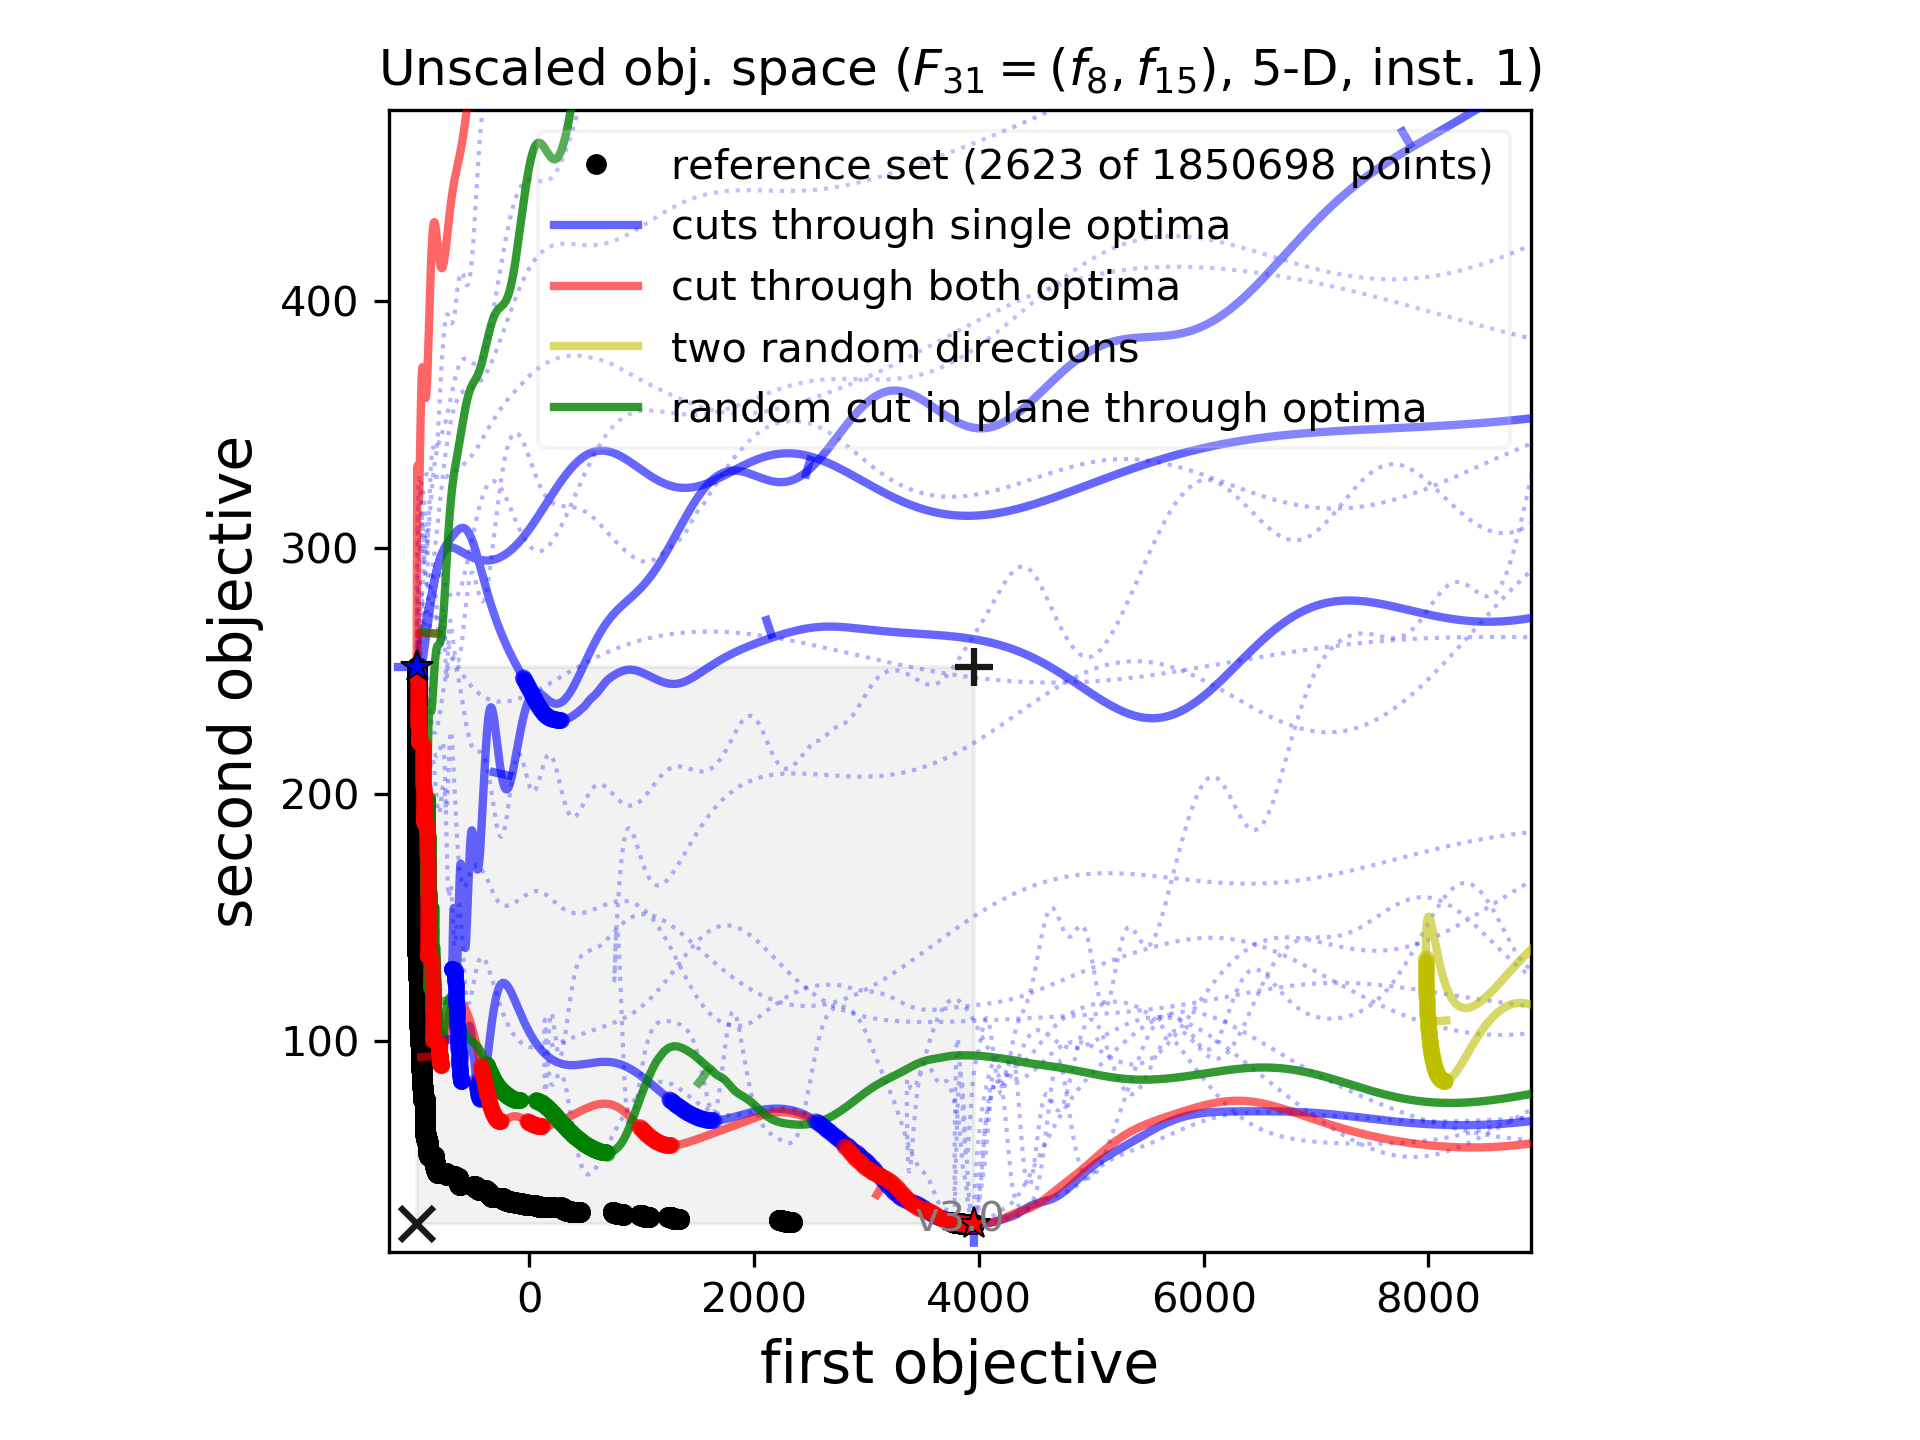 Unscaled obj. space (F31 = (f8, f15), 5-D, inst. 1)
reference set (2623 of 1850698 points)
cuts through single optima
cut through both optima
two random directions
random cut in plane through optima
second objective
400
300
200
100
v3.0
0 2000 4000 6000 8000
first objective